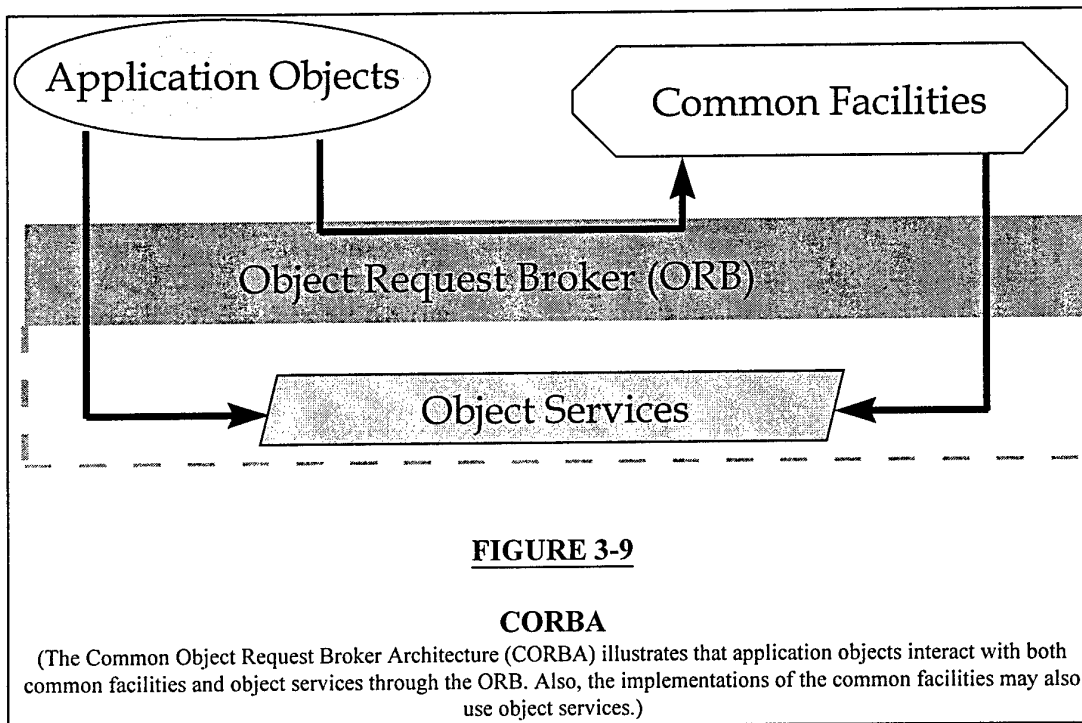 Application Objects
Common Facilities
Object Request Broker (ORB)
Object Services
FIGURE 3-9
CORBA
(The Common Object Request Broker Architecture (CORBA) illustrates that application objects interact with both
common facilities and object services through the ORB. Also, the implementations of the common facilities may also
use object services.)